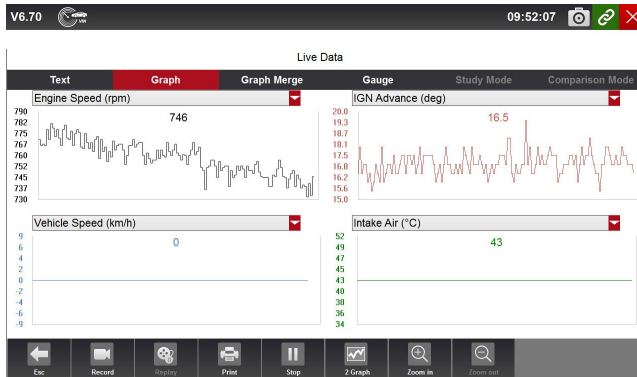 V6.70 VIN 09:52:07
Live Data
Text Graph Graph Merge Gauge Study Mode Comparison Mode
Engine Speed (rpm) IGN Advance (deg)
790 746 20.0 16.5
782 19.3
775 18.7
767 18.1
760 17.5
752 16.8
745 16.2
737 15.6
730 15.0
Vehicle Speed (km/h) Intake Air (°C)
9 0 52 43
6 49
4 47
2 45
0 43
-2 40
-4 38
-6 36
-9 34
Esc Record Replay Print Stop 2 Graph Zoom in Zoom out